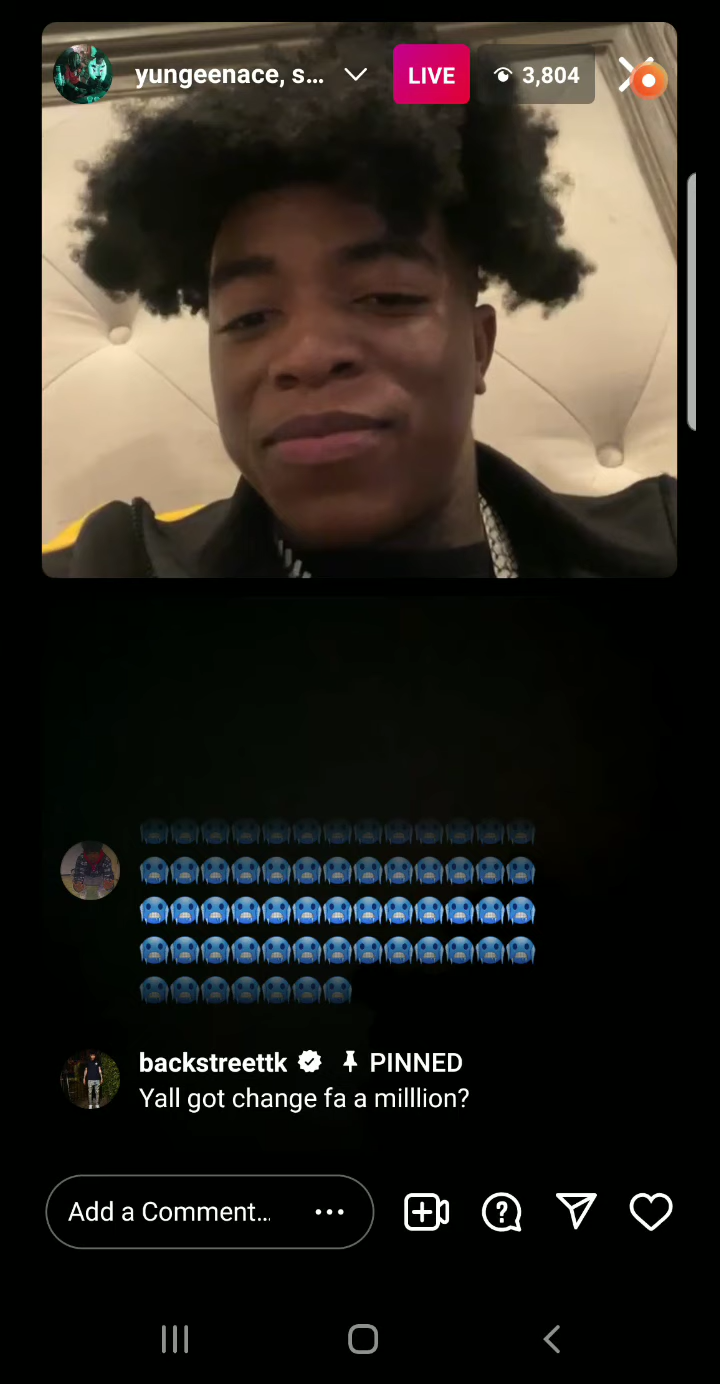 yungeenace, s...
LIVE
3,804
backstreettk PINNED
Yall got change fa a milllion?
Add a Comment...